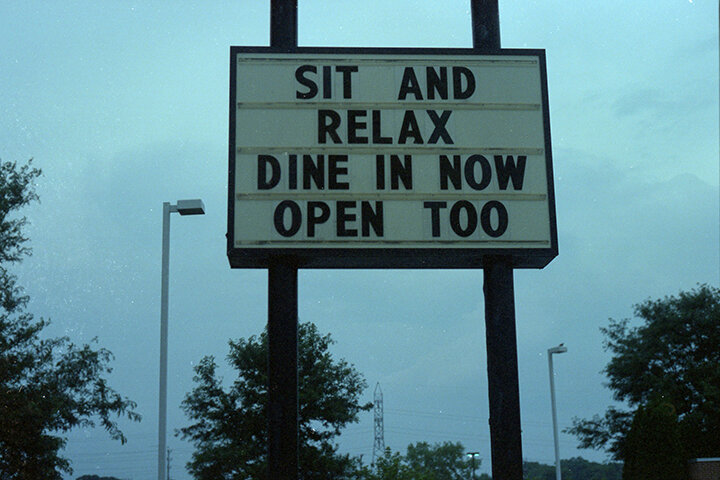 SIT AND
RELAX
DINE IN NOW
OPEN TOO